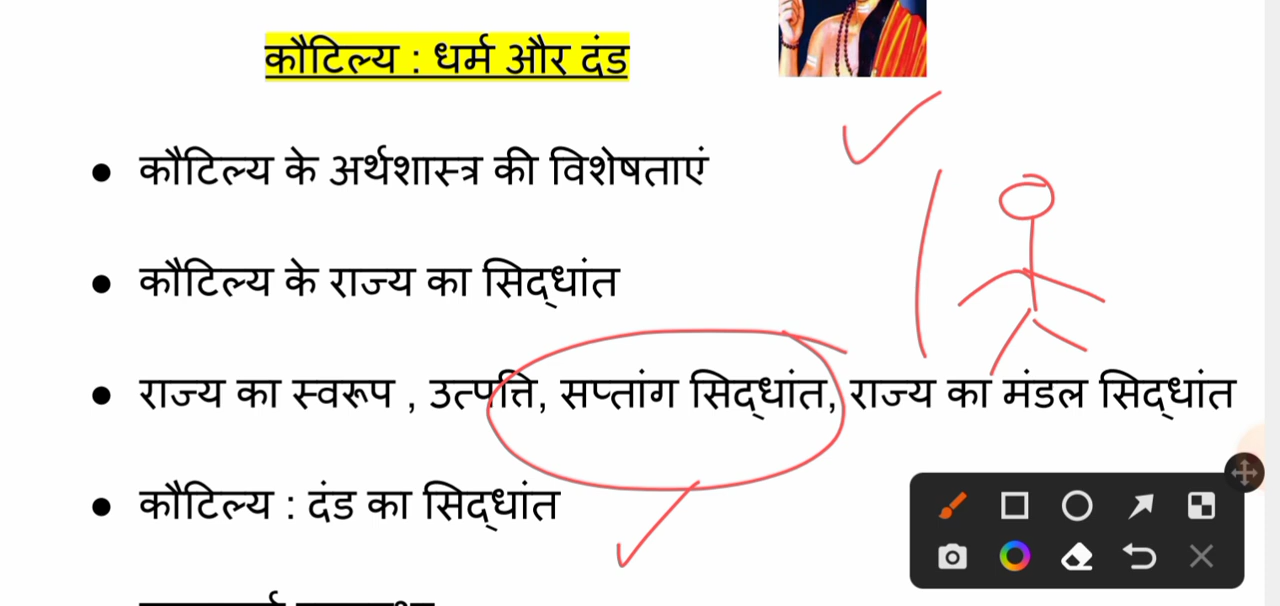 कौटिल्य : धर्म और दंड
● कौटिल्य के अर्थशास्त्र की विशेषताएं
● कौटिल्य के राज्य का सिद्धांत
● राज्य का स्वरूप , उत्पत्ति, सप्तांग सिद्धांत, राज्य का मंडल सिद्धांत
● कौटिल्य : दंड का सिद्धांत